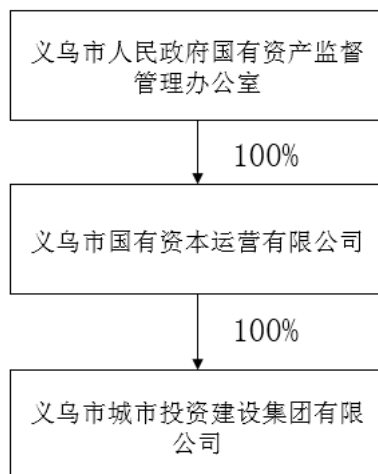 义乌市人民政府国有资产监督
管理办公室
100%
义乌市国有资本运营有限公司
100%
义乌市城市投资建设集团有限
公司